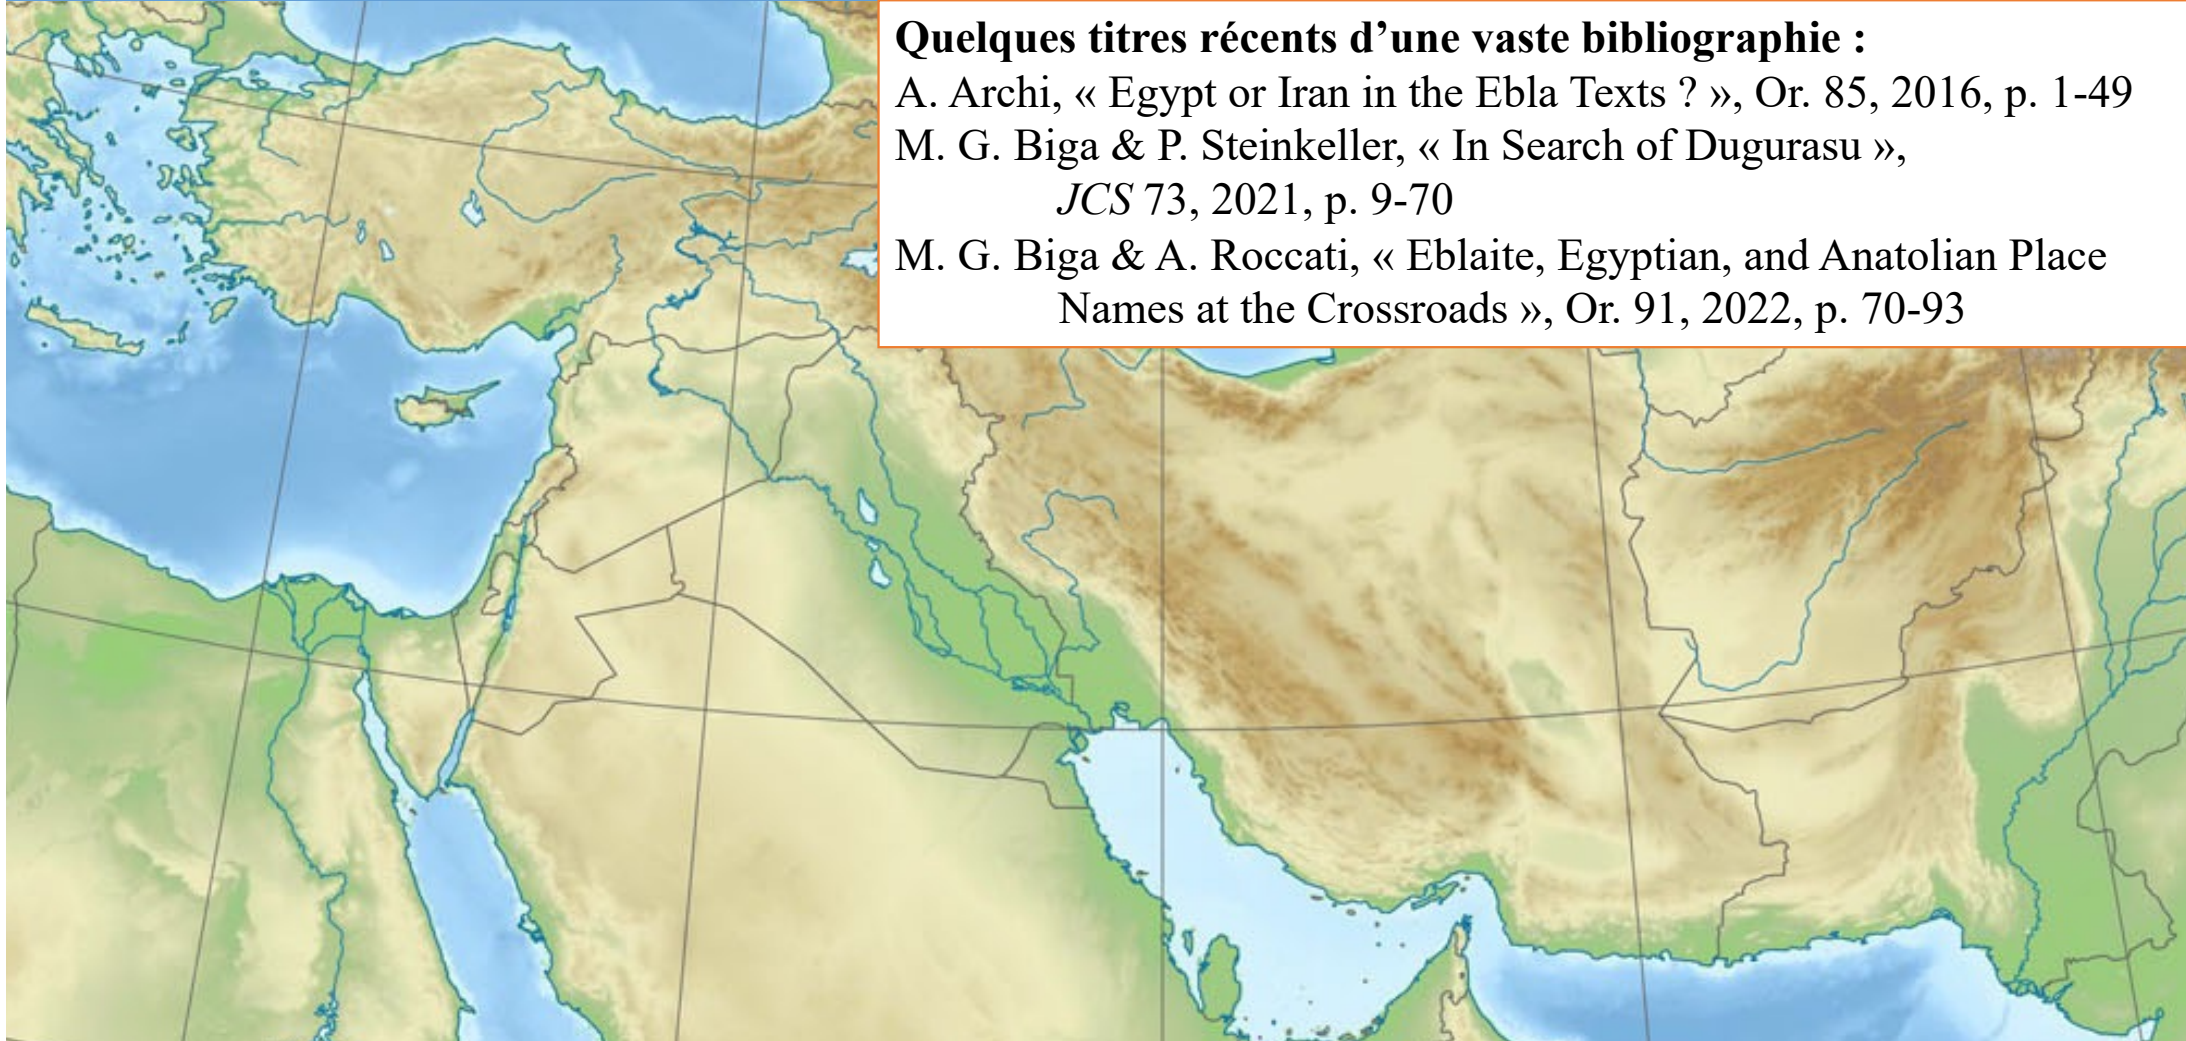 Quelques titres récents d’une vaste bibliographie :
A. Archi, « Egypt or Iran in the Ebla Texts ? », Or. 85, 2016, p. 1-49
M. G. Biga & P. Steinkeller, « In Search of Dugurasu »,
JCS 73, 2021, p. 9-70
M. G. Biga & A. Roccati, « Eblaite, Egyptian, and Anatolian Place
Names at the Crossroads », Or. 91, 2022, p. 70-93